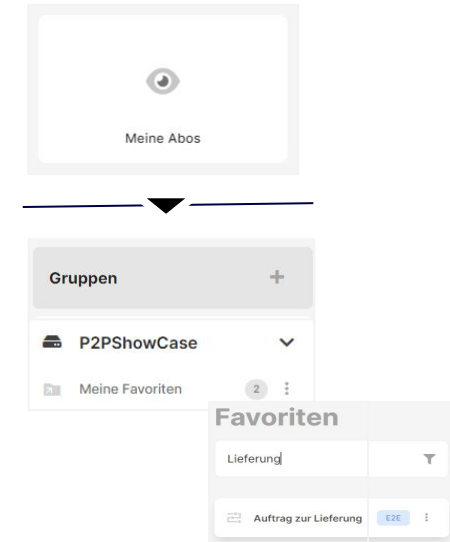 Meine Abos
Gruppen +
P2PShowCase
Meine Favoriten 2
Favoriten
Lieferung
Auftrag zur Lieferung E2E